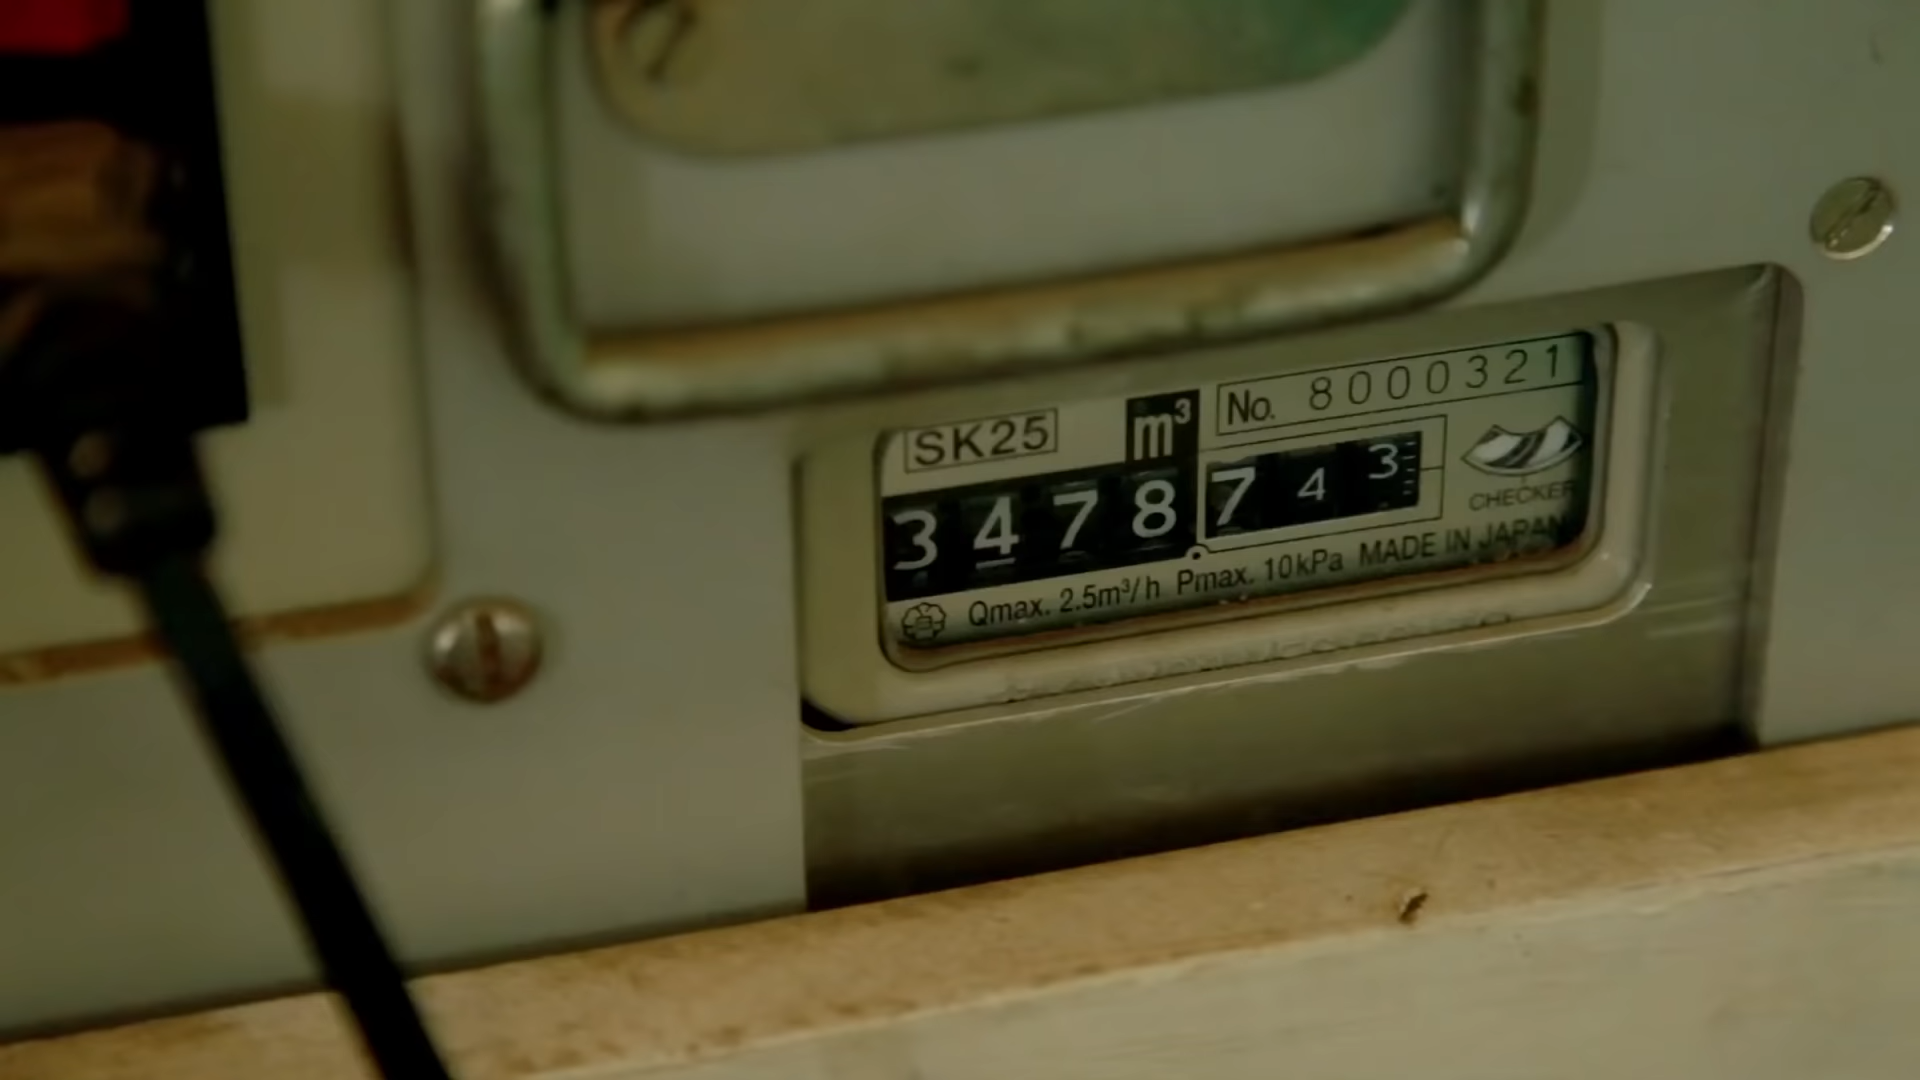 SK25 m³ No. 8000321
3478 743
CHECKER
Qmax. 2.5m³/h Pmax. 10kPa MADE IN JAPAN